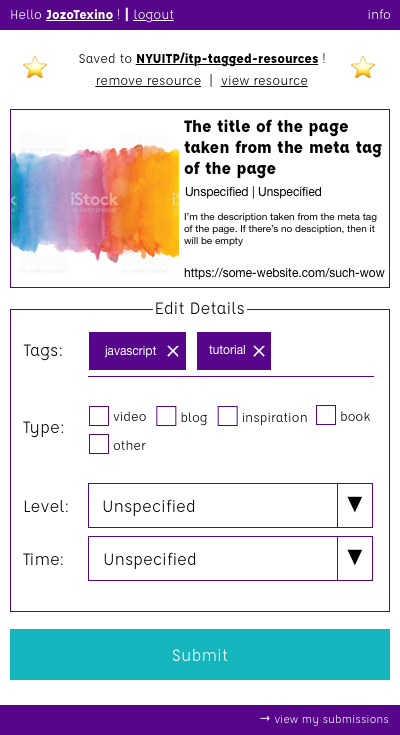 Hello JozoTexino ! | logout
info
Saved to NYUITP/itp-tagged-resources !
remove resource | view resource
iStock
by Getty Images
The title of the page
taken from the meta tag
of the page
Unspecified | Unspecified
I'm the description taken from the meta tag
of the page. If there's no desciption, then it
will be empty
https://some-website.com/such-wow
Edit Details
Tags: javascript × tutorial ×
Type: video blog inspiration book
other
Level: Unspecified ▼
Time: Unspecified ▼
Submit
→ view my submissions